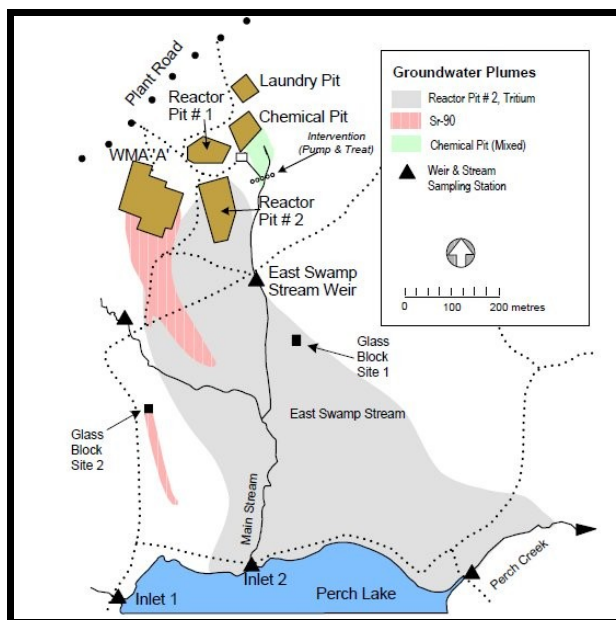 Plant Road
Laundry Pit
Reactor
Pit # 1
Chemical Pit
Intervention
(Pump & Treat)
WMA 'A'
Reactor
Pit # 2
East Swamp
Stream Weir
Glass
Block
Site 1
East Swamp Stream
Glass
Block
Site 2
Main Stream
Inlet 1
Inlet 2
Perch Lake
Perch Creek
Groundwater Plumes
Reactor Pit # 2, Tritium
Sr-90
Chemical Pit (Mixed)
Weir & Stream
Sampling Station
0 100 200 metres